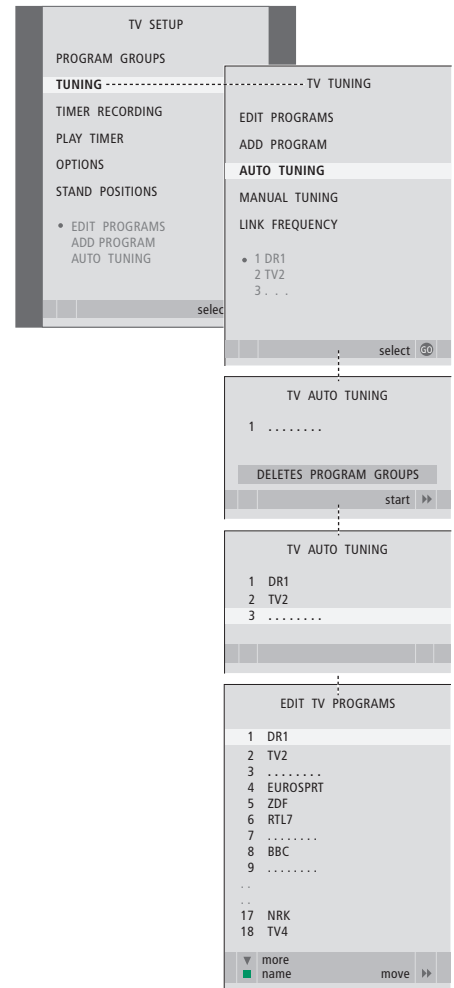 TV SETUP
PROGRAM GROUPS
TUNING
TIMER RECORDING
PLAY TIMER
OPTIONS
STAND POSITIONS
• EDIT PROGRAMS
ADD PROGRAM
AUTO TUNING
selec
TV TUNING
EDIT PROGRAMS
ADD PROGRAM
AUTO TUNING
MANUAL TUNING
LINK FREQUENCY
• 1 DR1
2 TV2
3 . . .
select GO
TV AUTO TUNING
1 ........
DELETES PROGRAM GROUPS
start
TV AUTO TUNING
1 DR1
2 TV2
3 ........
EDIT TV PROGRAMS
1 DR1
2 TV2
3 ........
4 EUROSPRT
5 ZDF
6 RTL7
7 ........
8 BBC
9 ........
. .
. .
17 NRK
18 TV4
more
name move